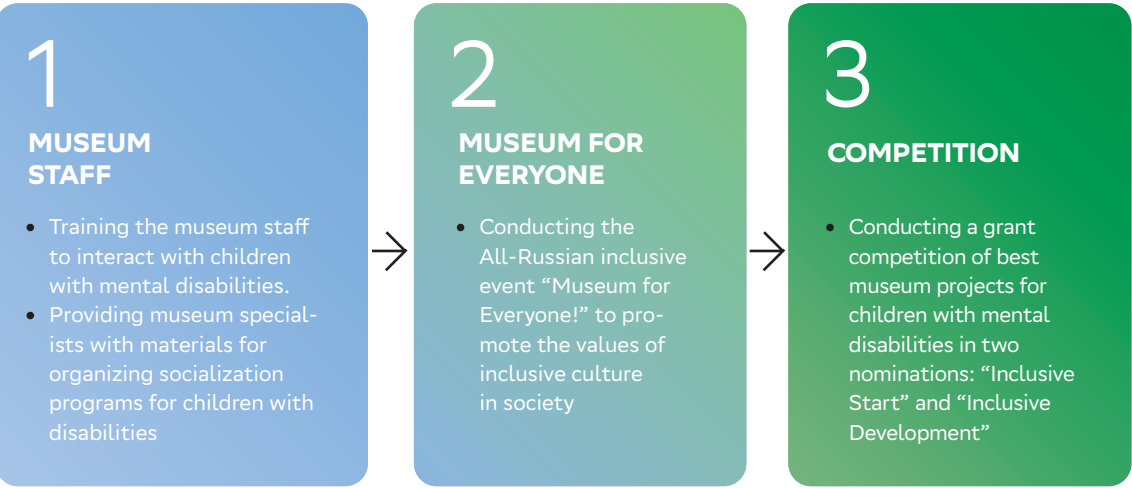 1
MUSEUM
STAFF
• Training the museum staff
to interact with children
with mental disabilities.
• Providing museum special-
ists with materials for
organizing socialization
programs for children with
disabilities
2
MUSEUM FOR
EVERYONE
• Conducting the
All-Russian inclusive
event “Museum for
Everyone!” to pro-
mote the values of
inclusive culture
in society
3
COMPETITION
• Conducting a grant
competition of best
museum projects for
children with mental
disabilities in two
nominations: “Inclusive
Start” and “Inclusive
Development”